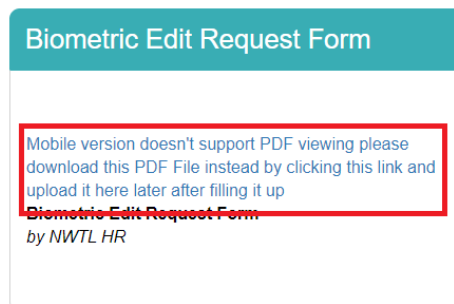 Biometric Edit Request Form
Mobile version doesn't support PDF viewing please
download this PDF File instead by clicking this link and
upload it here later after filling it up
Biometric Edit Request Form
by NWTL HR